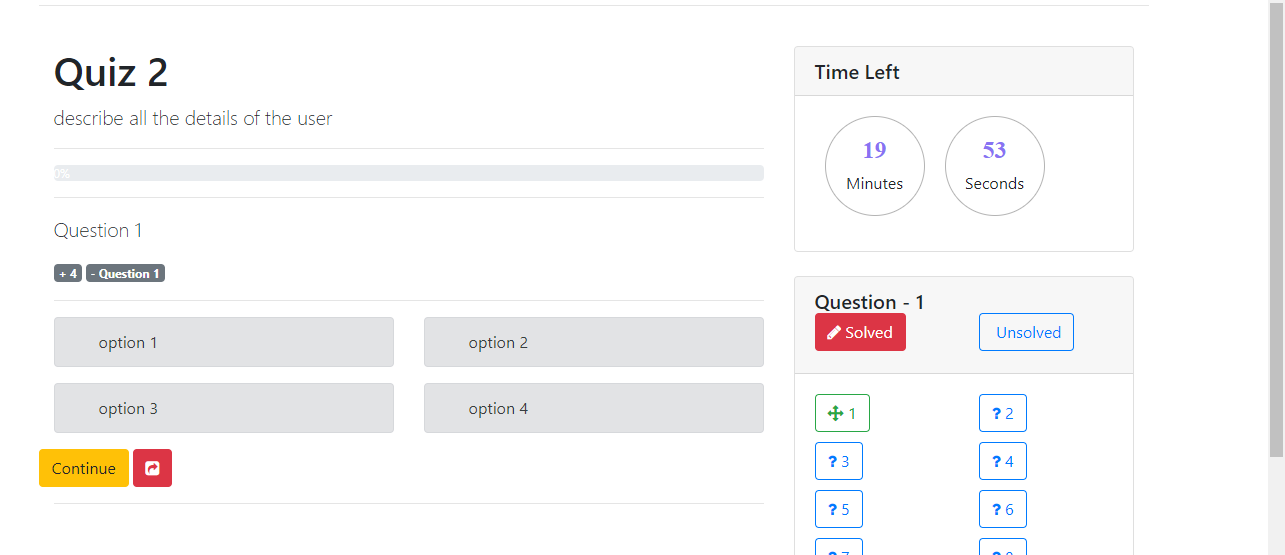 Quiz 2
describe all the details of the user
0%
Question 1
+ 4 - Question 1
option 1 option 2
option 3 option 4
Continue
Time Left
19 53
Minutes Seconds
Question - 1
Solved Unsolved
1 ? 2
? 3 ? 4
? 5 ? 6
? 7 ? 8